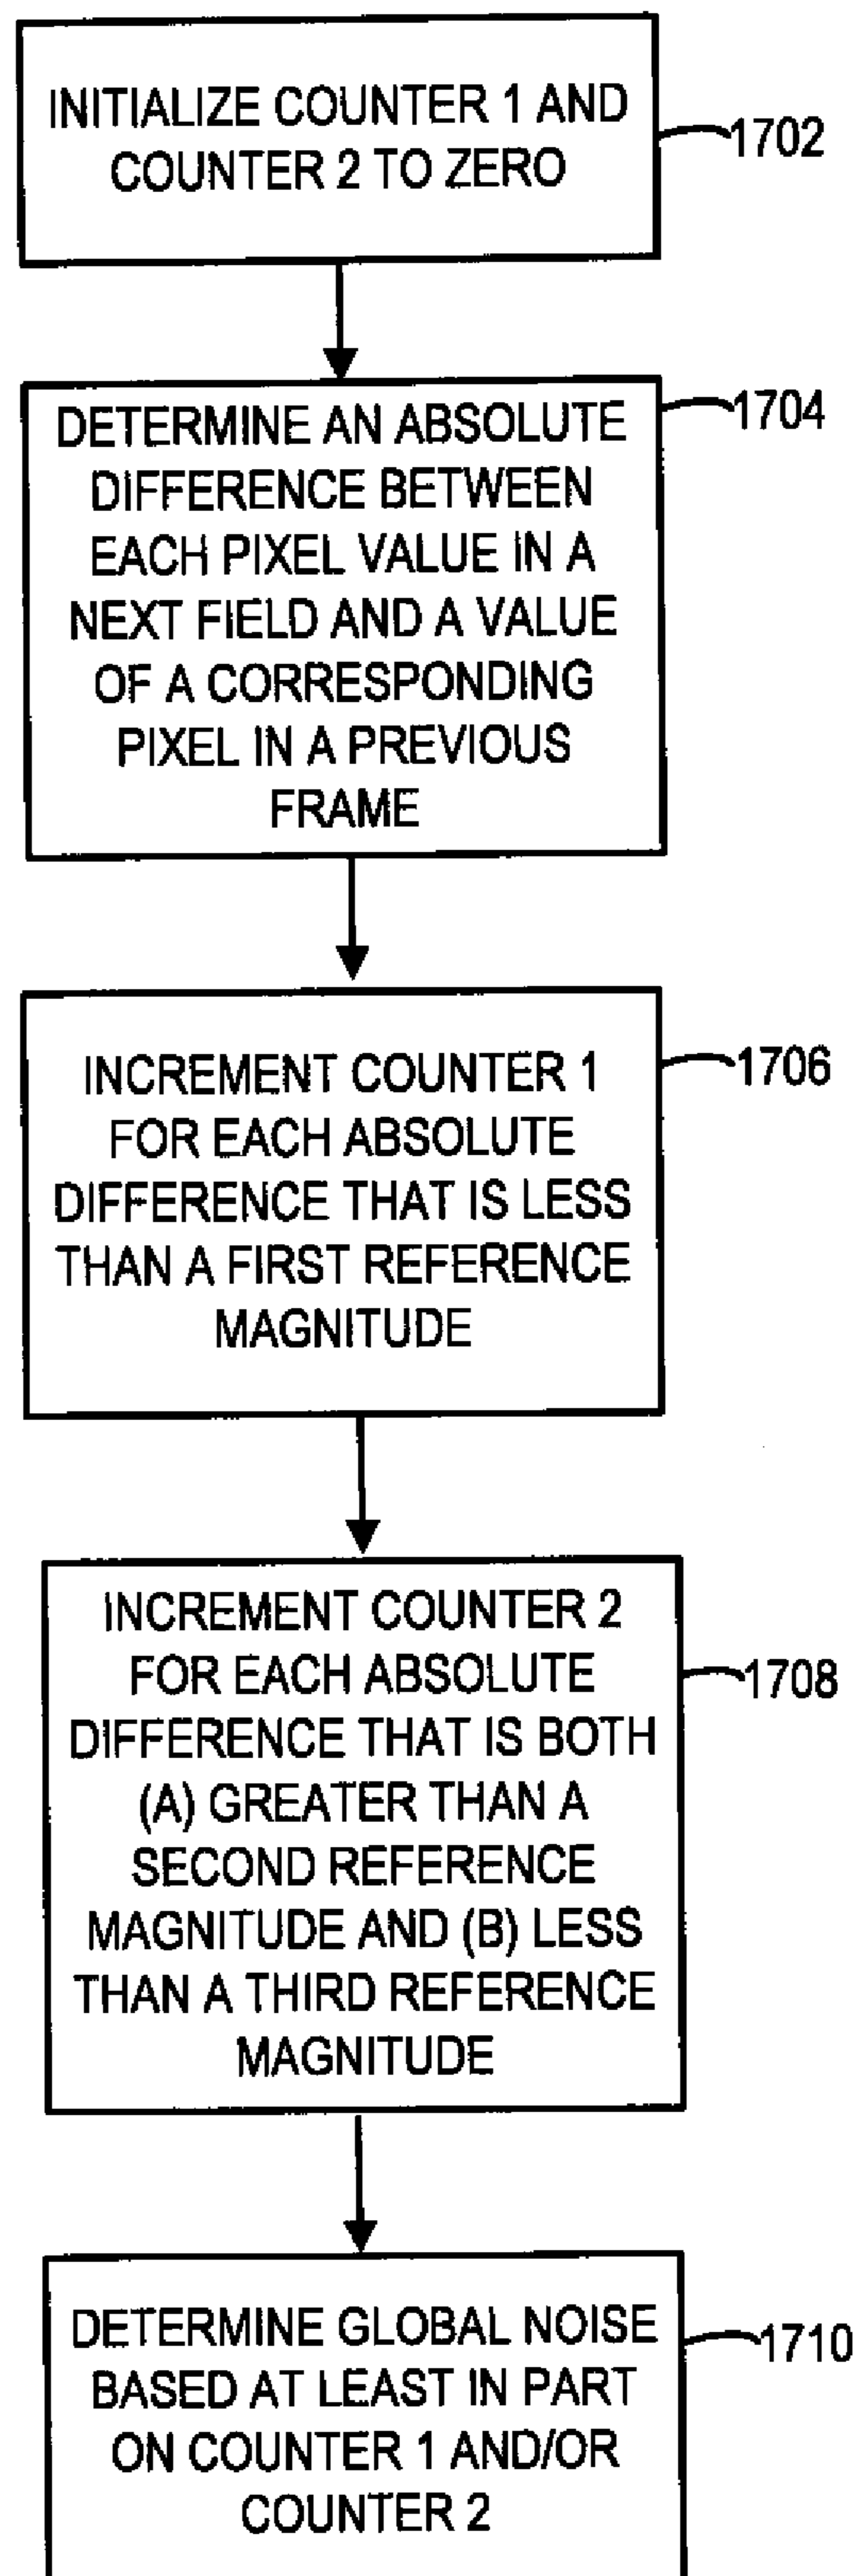 INITIALIZE COUNTER 1 AND
COUNTER 2 TO ZERO
1702
DETERMINE AN ABSOLUTE
DIFFERENCE BETWEEN
EACH PIXEL VALUE IN A
NEXT FIELD AND A VALUE
OF A CORRESPONDING
PIXEL IN A PREVIOUS
FRAME
1704
INCREMENT COUNTER 1
FOR EACH ABSOLUTE
DIFFERENCE THAT IS LESS
THAN A FIRST REFERENCE
MAGNITUDE
1706
INCREMENT COUNTER 2
FOR EACH ABSOLUTE
DIFFERENCE THAT IS BOTH
(A) GREATER THAN A
SECOND REFERENCE
MAGNITUDE AND (B) LESS
THAN A THIRD REFERENCE
MAGNITUDE
1708
DETERMINE GLOBAL NOISE
BASED AT LEAST IN PART
ON COUNTER 1 AND/OR
COUNTER 2
1710